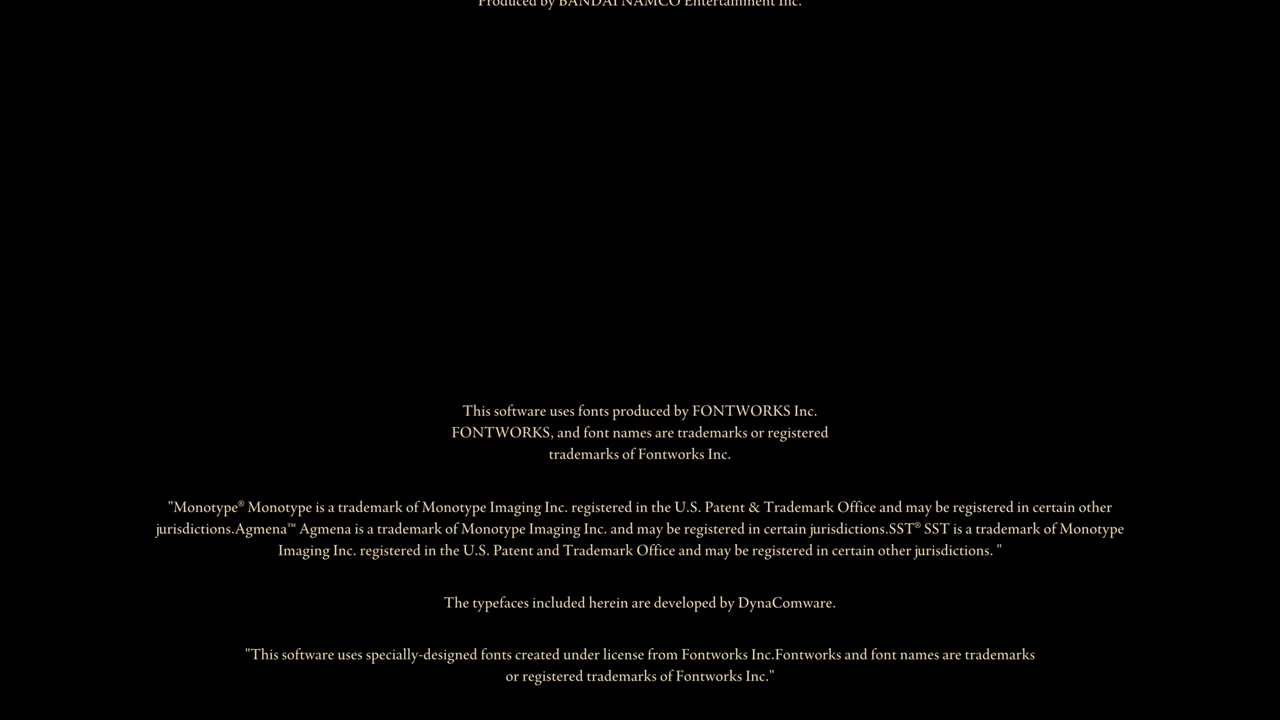 Produced by BANDAI NAMCO Entertainment Inc.
This software uses fonts produced by FONTWORKS Inc.
FONTWORKS, and font names are trademarks or registered
trademarks of Fontworks Inc.
"Monotype® Monotype is a trademark of Monotype Imaging Inc. registered in the U.S. Patent & Trademark Office and may be registered in certain other
jurisdictions.Agmena™ Agmena is a trademark of Monotype Imaging Inc. and may be registered in certain jurisdictions.SST® SST is a trademark of Monotype
Imaging Inc. registered in the U.S. Patent and Trademark Office and may be registered in certain other jurisdictions. "
The typefaces included herein are developed by DynaComware.
"This software uses specially-designed fonts created under license from Fontworks Inc.Fontworks and font names are trademarks
or registered trademarks of Fontworks Inc."